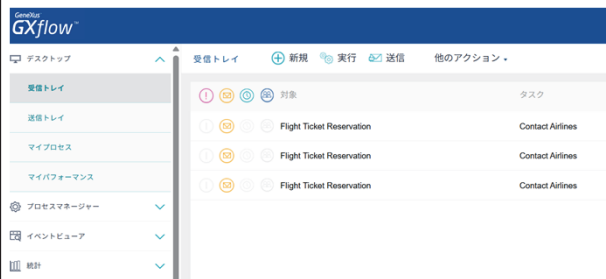 GeneXus
GXflow™
デスクトップ
受信トレイ
送信トレイ
マイプロセス
マイパフォーマンス
プロセスマネージャー
イベントビューア
統計
受信トレイ 新規 実行 送信 他のアクション
対象 タスク
Flight Ticket Reservation Contact Airlines
Flight Ticket Reservation Contact Airlines
Flight Ticket Reservation Contact Airlines